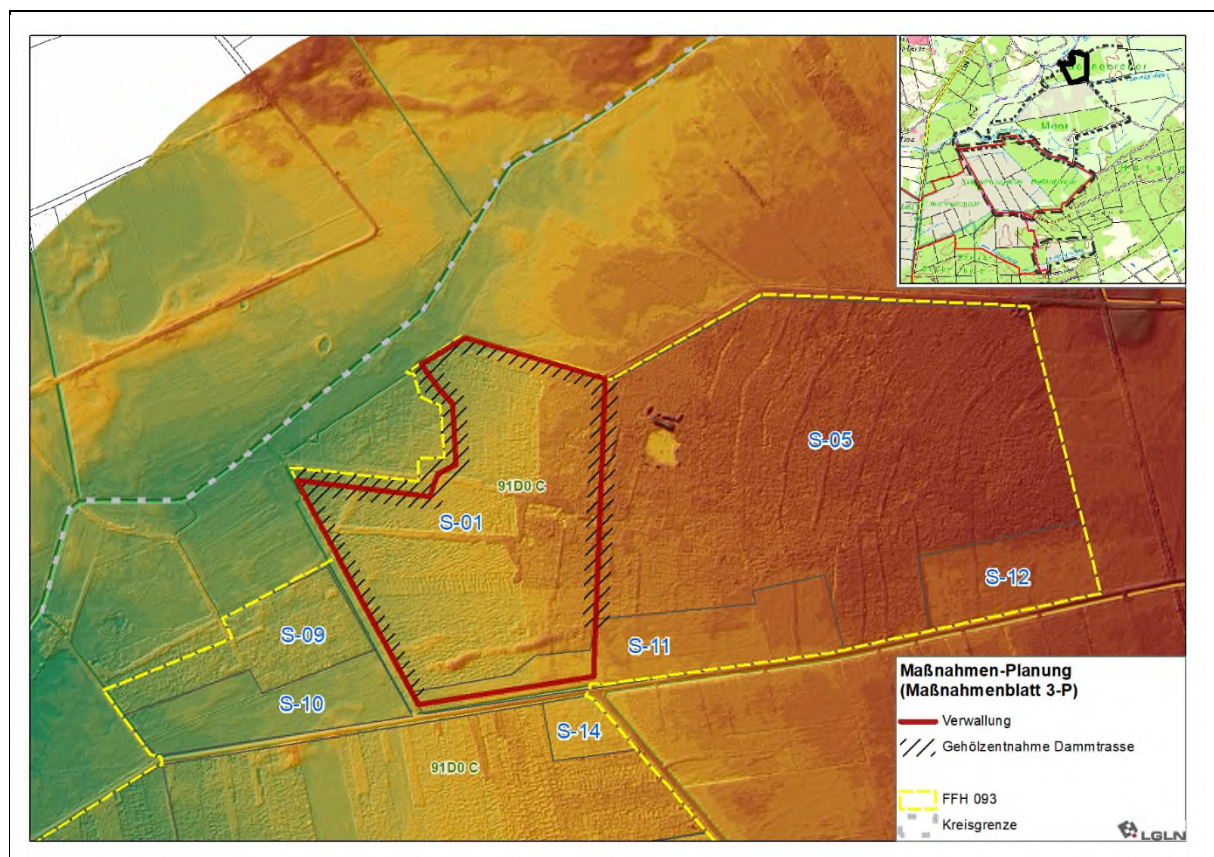 Moor
S-05
91D0 C
S-01
S-12
S-09
S-11
S-10
S-14
91D0 C
Maßnahmen-Planung
(Maßnahmenblatt 3-P)
Verwallung
Gehölzentnahme Dammtrasse
FFH 093
Kreisgrenze
LGLN